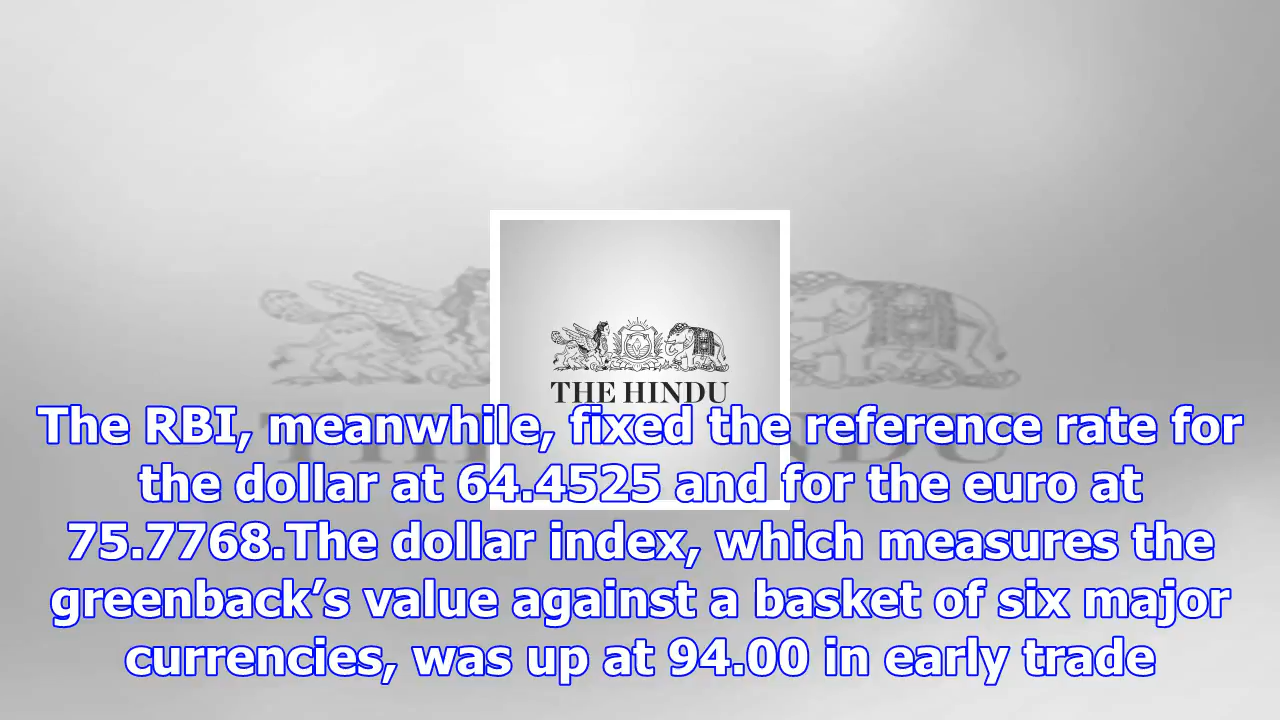 THE HINDU
The RBI, meanwhile, fixed the reference rate for
the dollar at 64.4525 and for the euro at
75.7768.The dollar index, which measures the
greenback’s value against a basket of six major
currencies, was up at 94.00 in early trade